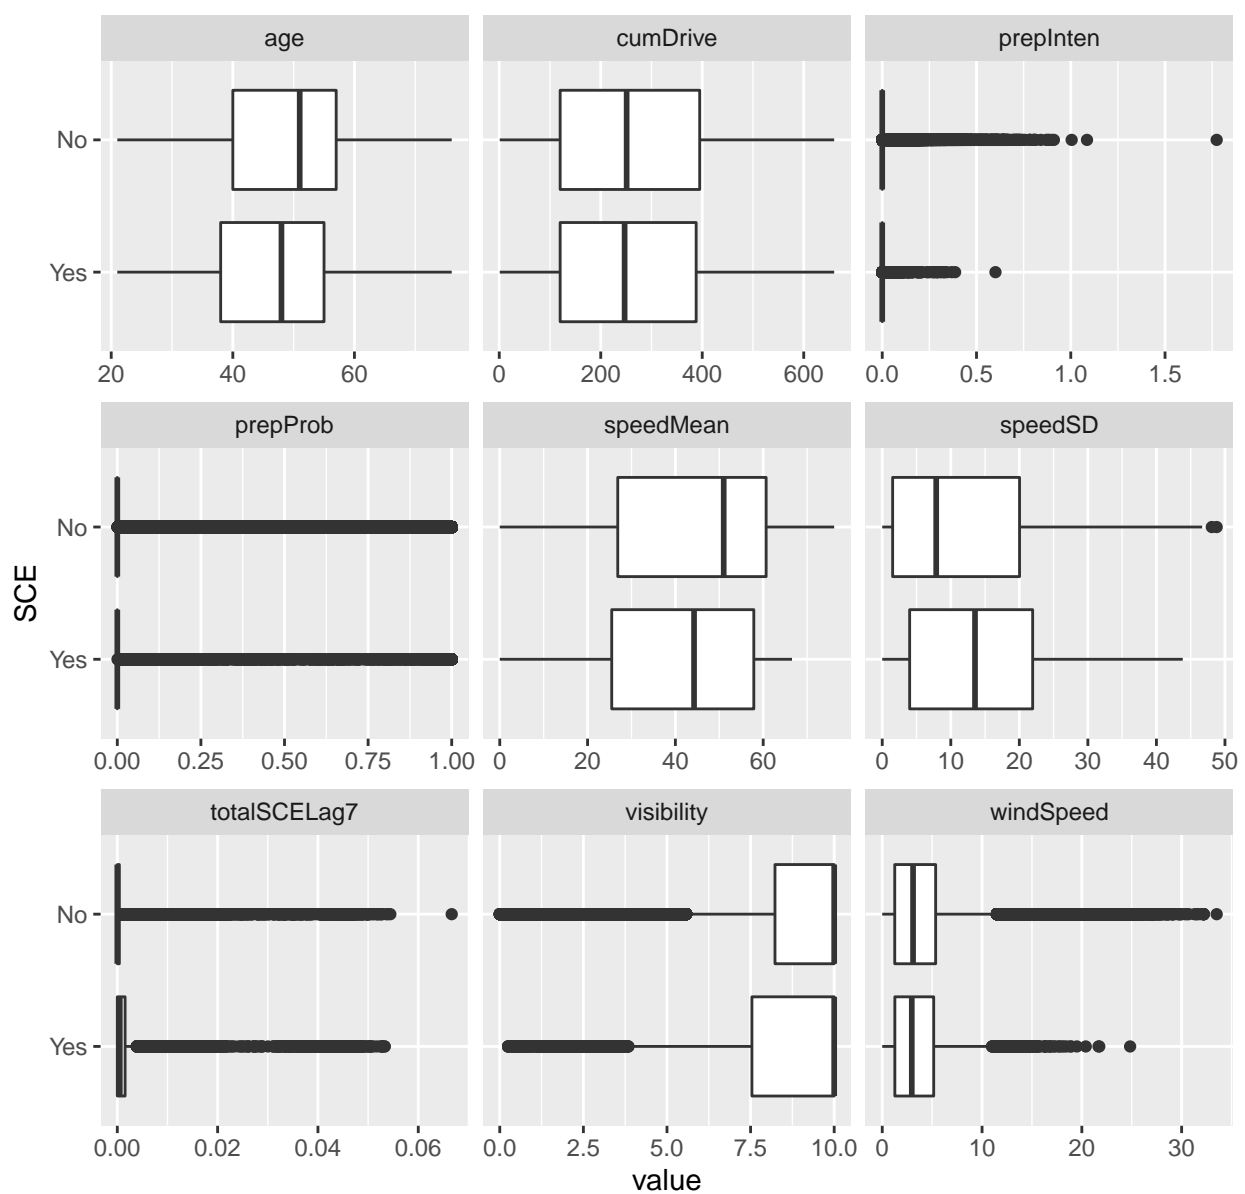 age cumDrive prepInten
No
Yes
20 40 60 0 200 400 600 0.0 0.5 1.0 1.5
prepProb speedMean speedSD
No
Yes
0.00 0.25 0.50 0.75 1.00 0 20 40 60 0 10 20 30 40 50
SCE
totalSCELag7 visibility windSpeed
No
Yes
0.00 0.02 0.04 0.06 0.0 2.5 5.0 7.5 10.0 0 10 20 30
value